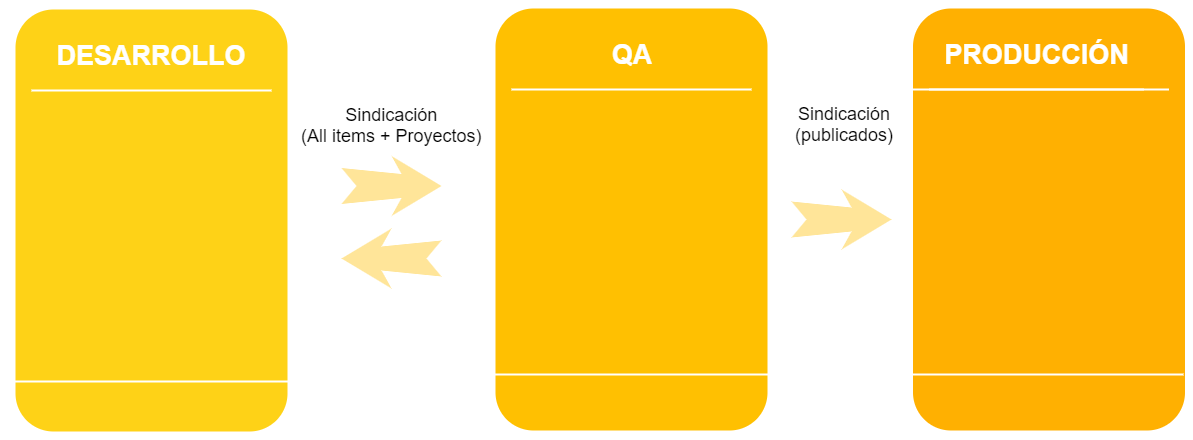 DESARROLLO
Sindicación
(All items + Proyectos)
QA
Sindicación
(publicados)
PRODUCCIÓN